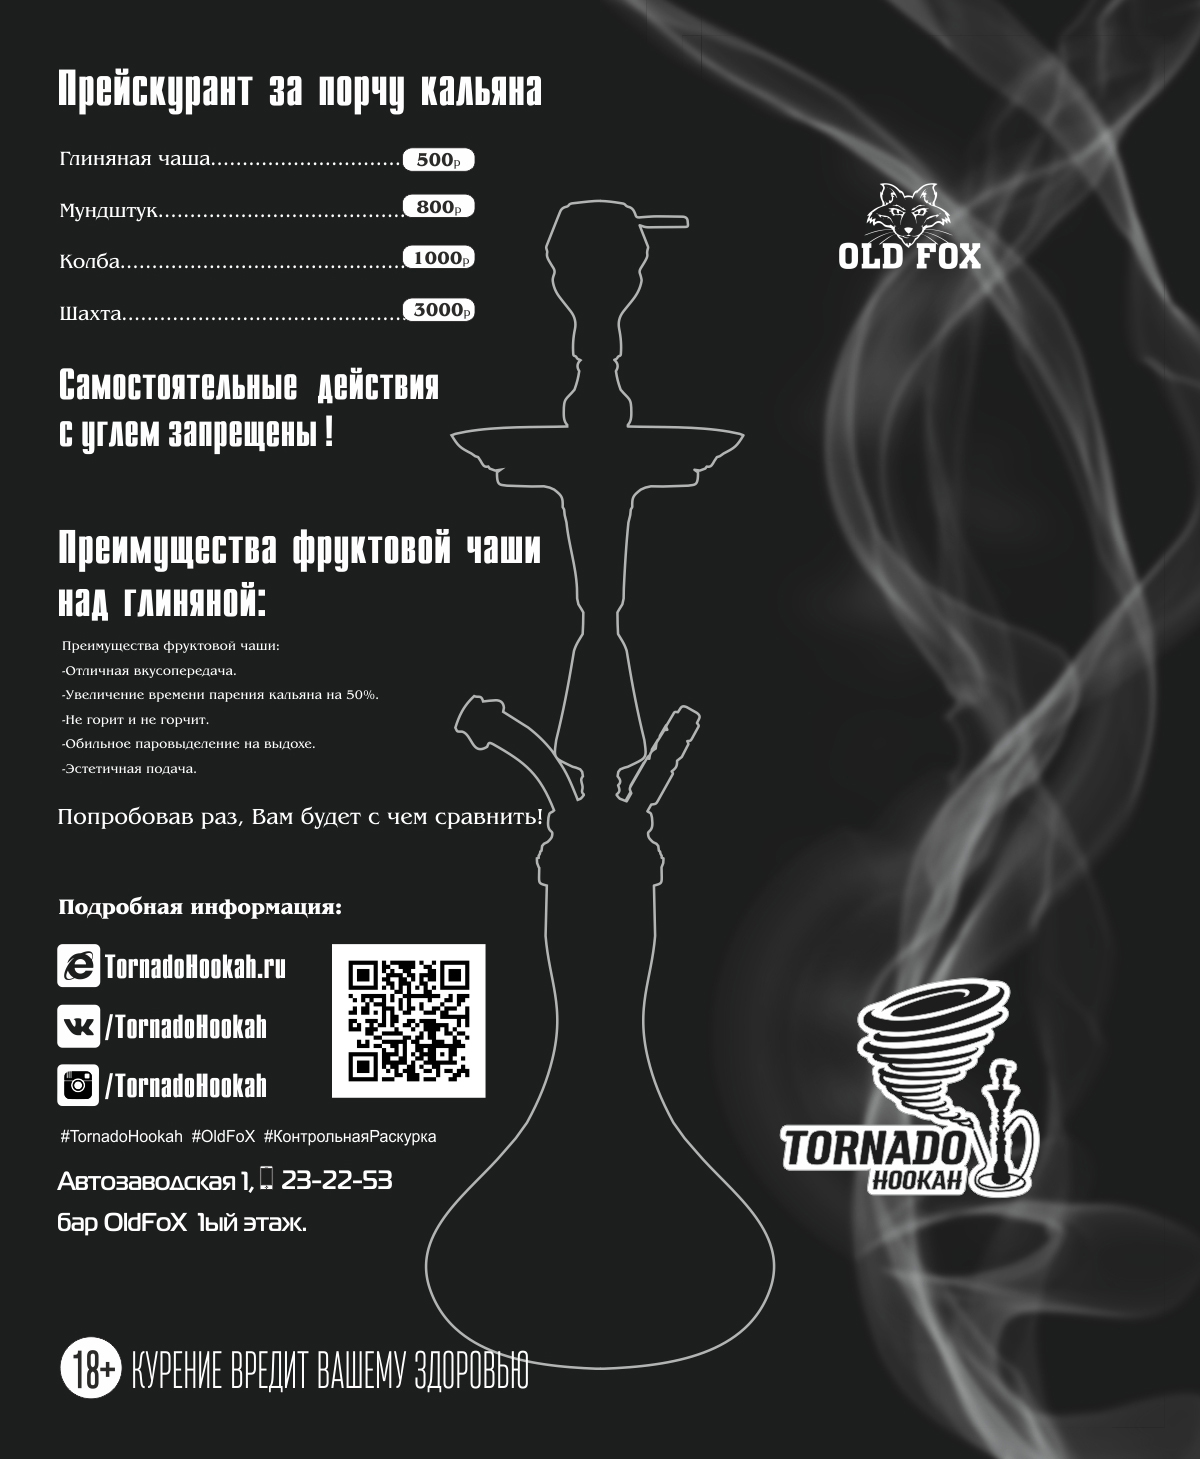 Прейскурант за порчу кальяна
Глиняная чаша..............................500р
Мундштук.......................................800р
Колба.............................................1000р
Шахта.............................................3000р
Самостоятельные действия
с углем запрещены !
Преимущества фруктовой чаши
над глиняной:
Преимущества фруктовой чаши:
-Отличная вкусопередача.
-Увеличение времени парения кальяна на 50%.
-Не горит и не горчит.
-Обильное паровыделение на выдохе.
-Эстетичная подача.
Попробовав раз, Вам будет с чем сравнить!
Подробная информация:
TornadoHookah.ru
/TornadoHookah
/TornadoHookah
#TornadoHookah #OldFoX #КонтрольнаяРаскурка
Автозаводская 1, 23-22-53
бар OldFoX 1ый этаж.
18+ КУРЕНИЕ ВРЕДИТ ВАШЕМУ ЗДОРОВЬЮ
OLD FOX
TORNADO
HOOKAH